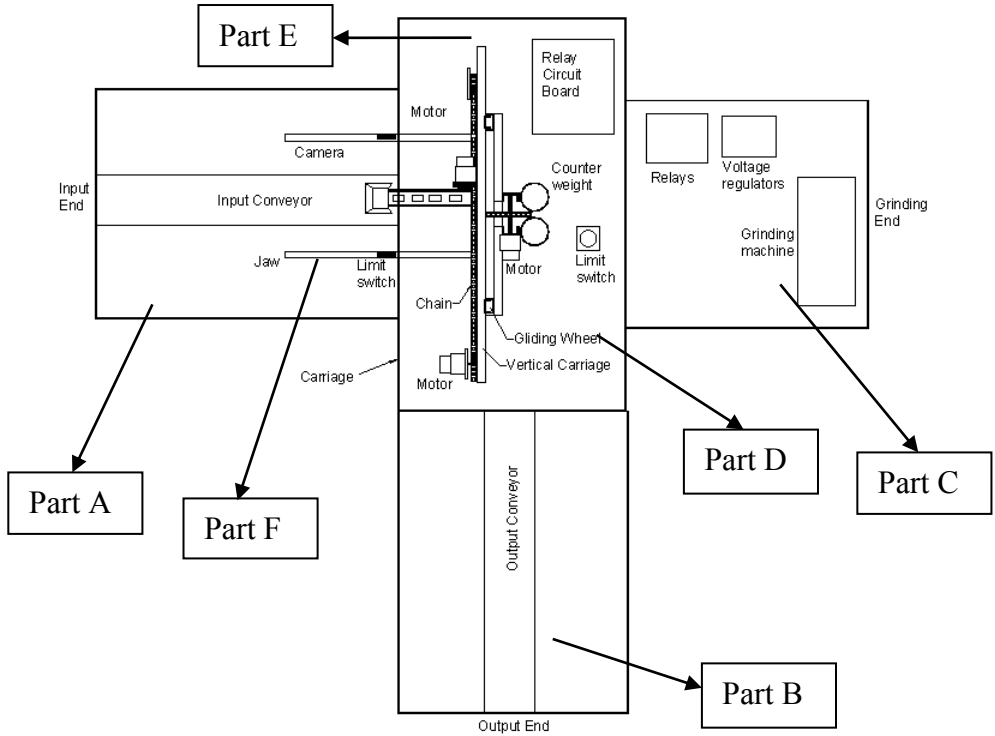 Part E
Relay
Circuit
Board
Motor
Camera
Relays
Voltage
regulators
Counter
weight
Input
End
Input Conveyor
Grinding
End
Grinding
machine
Jaw
Limit
switch
Motor
Limit
switch
Chain
Gliding Wheel
Vertical Carriage
Carriage
Motor
Part D
Part C
Part A
Part F
Output Conveyor
Part B
Output End